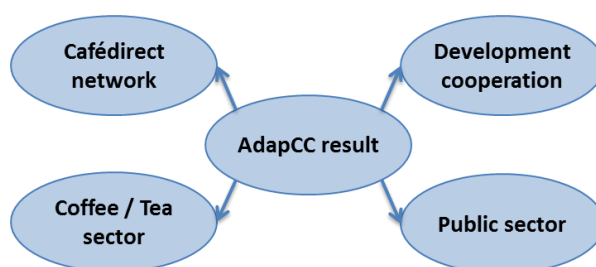 Cafédirect
network
Development
cooperation
AdapCC result
Coffee / Tea
sector
Public sector